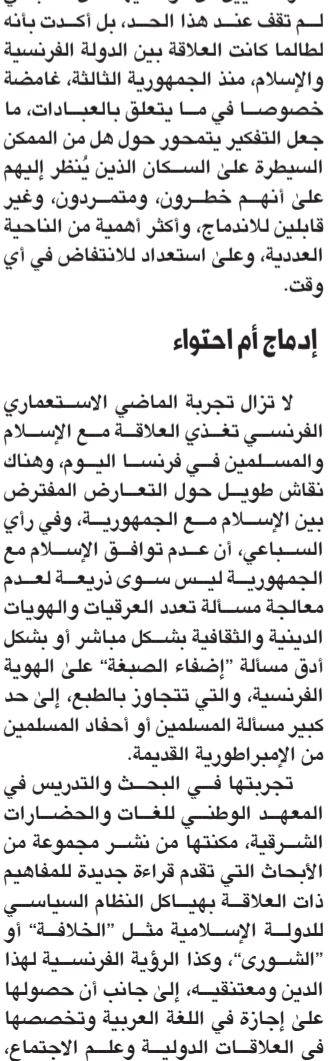 لم تقف عند هذا الحد، بل أكدت بأنه
لطالما كانت العلاقة بين الدولة الفرنسية
والإسلام، منذ الجمهورية الثالثة، غامضة
خصوصا في ما يتعلق بالعبادات، ما
جعل التفكير يتمحور حول هل من الممكن
السيطرة على السكان الذين يُنظر إليهم
على أنهم خطرون، ومتمردون، وغير
قابلين للاندماج، وأكثر أهمية من الناحية
العددية، وعلى استعداد للانتفاض في أي
وقت.
إدماج أم احتواء
لا تزال تجربة الماضي الاستعماري
الفرنسي تغذي العلاقة مع الإسلام
والمسلمين في فرنسا اليوم، وهناك
نقاش طويل حول التعارض المفترض
بين الإسلام مع الجمهورية، وفي رأي
السباعي، أن عدم توافق الإسلام مع
الجمهورية ليس سوى ذريعة لعدم
معالجة مسألة تعدد العرقيات والهويات
الدينية والثقافية بشكل مباشر أو بشكل
أدق مسألة ”إضفاء الصبغة“ على الهوية
الفرنسية، والتي تتجاوز بالطبع، إلى حد
كبير مسألة المسلمين أو أحفاد المسلمين
من الإمبراطورية القديمة.
تجربتها في البحث والتدريس في
المعهد الوطني للغات والحضارات
الشرقية، مكنتها من نشر مجموعة من
الأبحاث التي تقدم قراءة جديدة للمفاهيم
ذات العلاقة بهياكل النظام السياسي
للدولة الإسلامية مثل ”الخلافة“ أو
”الشورى“، وكذا الرؤية الفرنسية لهذا
الدين ومعتنقيه، إلى جانب أن حصولها
على إجازة في اللغة العربية وتخصصها
في العلاقات الدولية وعلم الاجتماع،